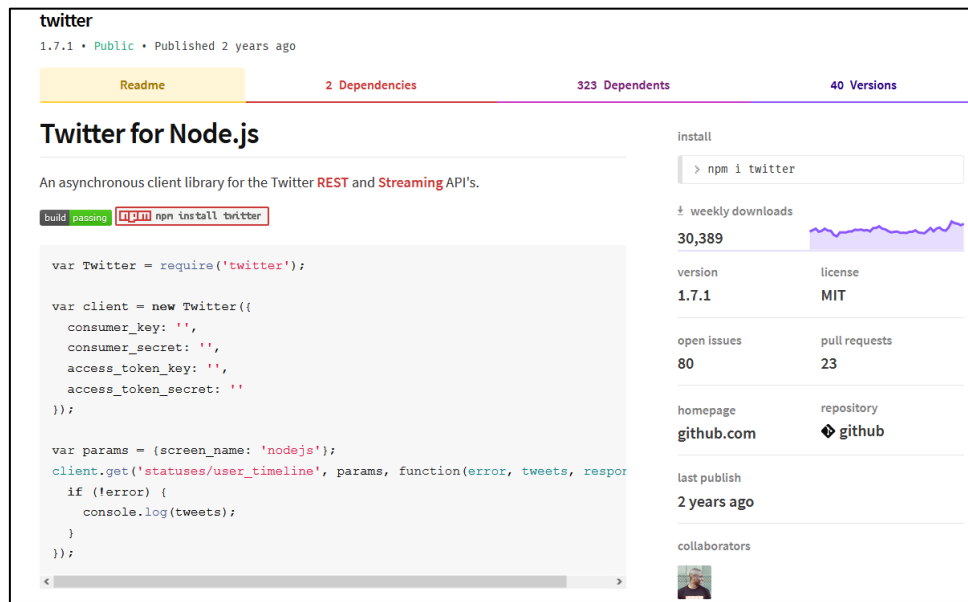 twitter
1.7.1 • Public • Published 2 years ago
Readme
2 Dependencies
323 Dependents
40 Versions
Twitter for Node.js
An asynchronous client library for the Twitter REST and Streaming API's.
build passing npm npm install twitter
var Twitter = require('twitter');
var client = new Twitter({
  consumer_key: '',
  consumer_secret: '',
  access_token_key: '',
  access_token_secret: ''
});
var params = {screen_name: 'nodejs'};
client.get('statuses/user_timeline', params, function(error, tweets, respon
  if (!error) {
    console.log(tweets);
  }
});
install
> npm i twitter
weekly downloads
30,389
version
1.7.1
license
MIT
open issues
80
pull requests
23
homepage
github.com
repository
github
last publish
2 years ago
collaborators